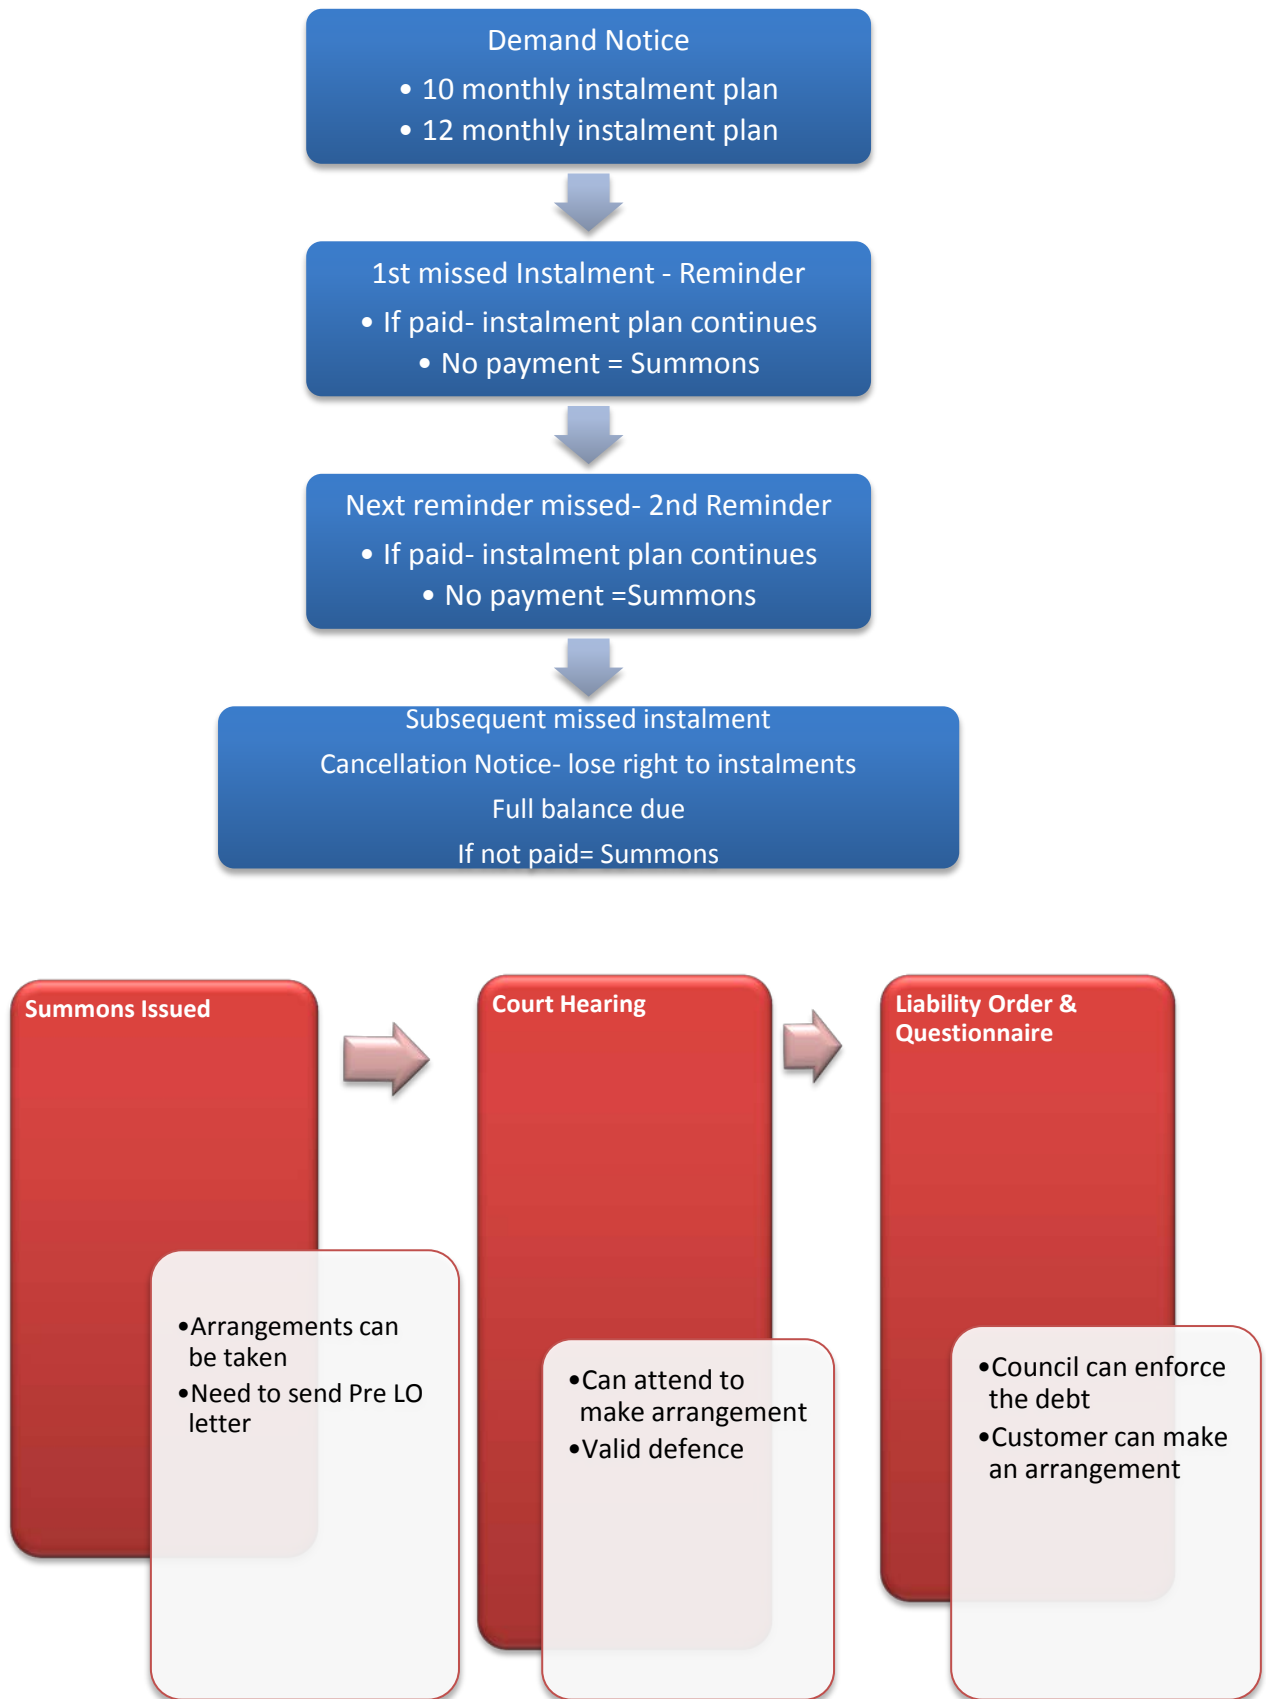 Demand Notice
• 10 monthly instalment plan
• 12 monthly instalment plan
1st missed Instalment - Reminder
• If paid- instalment plan continues
• No payment = Summons
Next reminder missed- 2nd Reminder
• If paid- instalment plan continues
• No payment =Summons
Subsequent missed instalment
Cancellation Notice- lose right to instalments
Full balance due
If not paid= Summons
Summons Issued
•Arrangements can
be taken
•Need to send Pre LO
letter
Court Hearing
•Can attend to
make arrangement
•Valid defence
Liability Order &
Questionnaire
•Council can enforce
the debt
•Customer can make
an arrangement